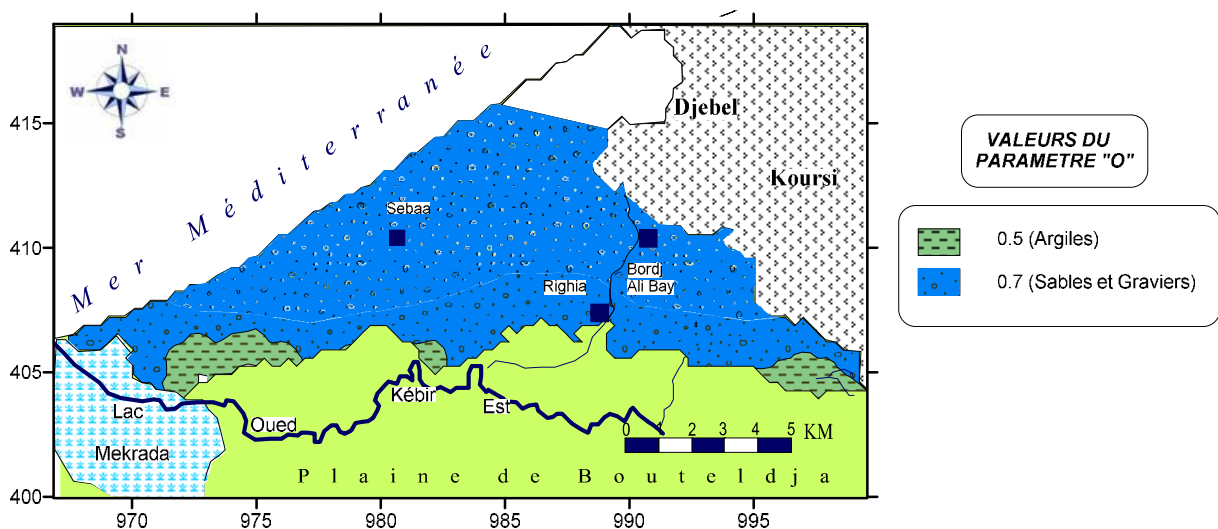 N
W E
S
Mer Méditerranée
415
410
405
400
970 975 980 985 990 995
Djebel
Koursi
Sebaa
Bordj
Ali Bay
Righia
Lac
Mekrada
Oued
Kébir
Est
0 1 2 3 4 5 KM
Plaine de Bouteldja
VALEURS DU
PARAMETRE "O"
0.5 (Argiles)
0.7 (Sables et Graviers)